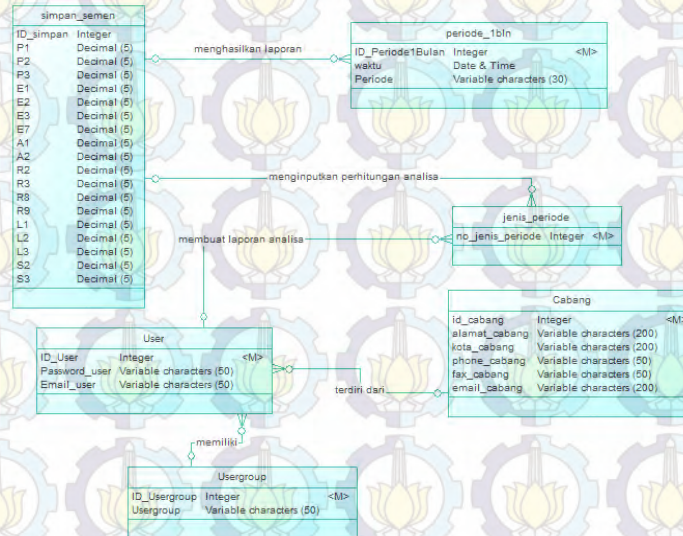 simpan_semen
ID_simpan Integer
P1 Decimal (5)
P2 Decimal (5)
P3 Decimal (5)
E1 Decimal (5)
E2 Decimal (5)
E3 Decimal (5)
E7 Decimal (5)
A1 Decimal (5)
A2 Decimal (5)
R2 Decimal (5)
R3 Decimal (5)
R8 Decimal (5)
R9 Decimal (5)
L1 Decimal (5)
L2 Decimal (5)
L3 Decimal (5)
S2 Decimal (5)
S3 Decimal (5)
menghasilkan laporan
periode_1bln
ID_Periode1Bulan Integer <M>
waktu Date & Time
Periode Variable characters (30)
menginputkan perhitungan analisa
jenis_periode
no_jenis_periode Integer <M>
membuat laporan analisa
User
ID_User Integer <M>
Password_user Variable characters (50)
Email_user Variable characters (50)
terdiri dari
Cabang
id_cabang Integer <M>
alamat_cabang Variable characters (200)
kota_cabang Variable characters (200)
phone_cabang Variable characters (50)
fax_cabang Variable characters (50)
email_cabang Variable characters (200)
memiliki
Usergroup
ID_Usergroup Integer <M>
Usergroup Variable characters (50)